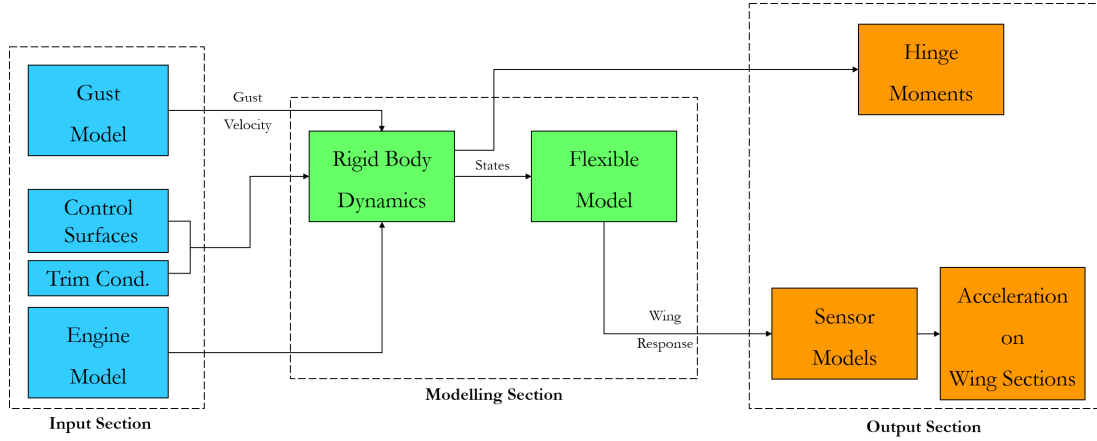 Gust
Model
Control
Surfaces
Trim Cond.
Engine
Model
Input Section
Gust
Velocity
Rigid Body
Dynamics
States
Flexible
Model
Wing
Response
Modelling Section
Hinge
Moments
Sensor
Models
Acceleration
on
Wing Sections
Output Section